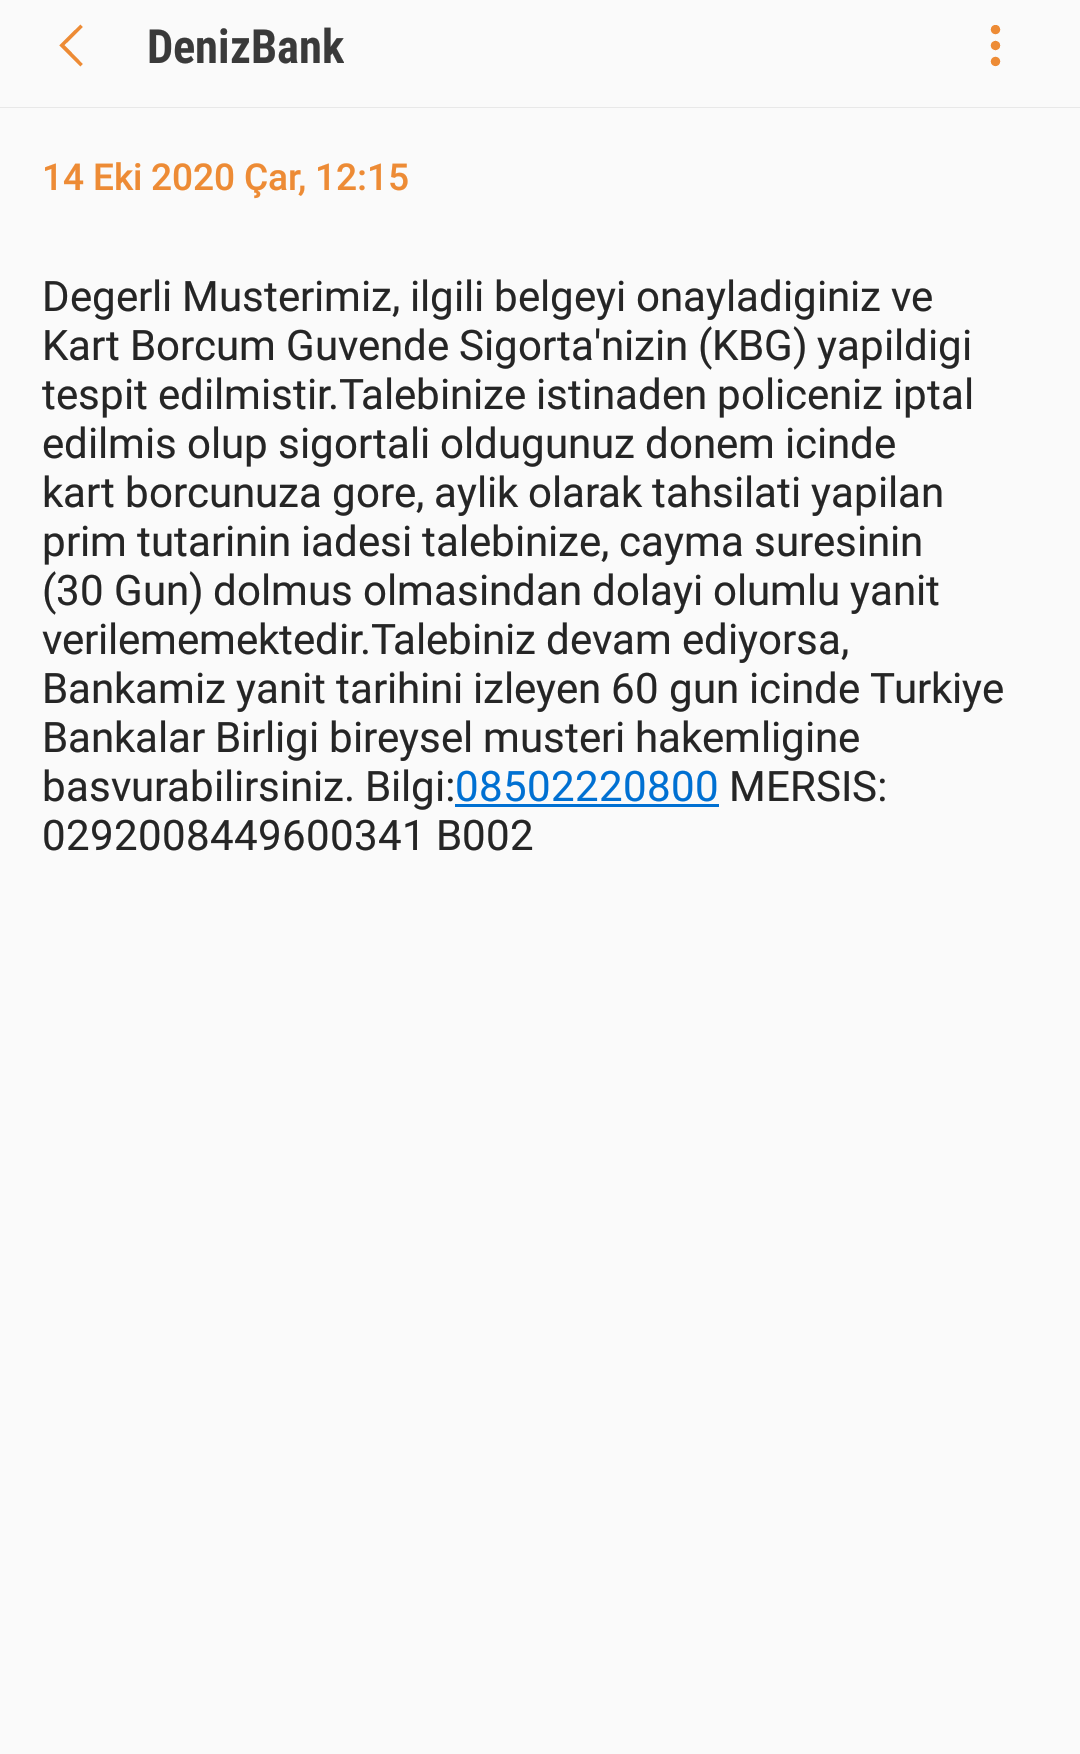 DenizBank
14 Eki 2020 Çar, 12:15
Degerli Musterimiz, ilgili belgeyi onayladiginiz ve
Kart Borcum Guvende Sigorta'nizin (KBG) yapildigi
tespit edilmistir.Talebinize istinaden policeniz iptal
edilmis olup sigortali oldugunuz donem icinde
kart borcunuza gore, aylik olarak tahsilati yapilan
prim tutarinin iadesi talebinize, cayma suresinin
(30 Gun) dolmus olmasindan dolayi olumlu yanit
verilememektedir.Talebiniz devam ediyorsa,
Bankamiz yanit tarihini izleyen 60 gun icinde Turkiye
Bankalar Birligi bireysel musteri hakemligine
basvurabilirsiniz. Bilgi:08502220800 MERSIS:
0292008449600341 B002